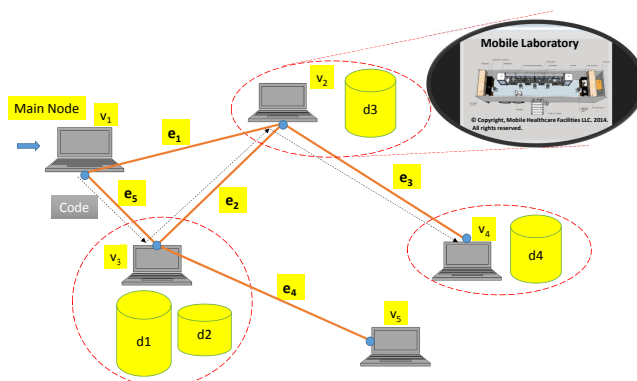 Mobile Laboratory
© Copyright, Mobile Healthcare Facilities LLC. 2014.
All rights reserved.
v2
d3
Main Node
v1
e1
e3
e5
e2
Code
v4
d4
v3
e4
d1
d2
v5